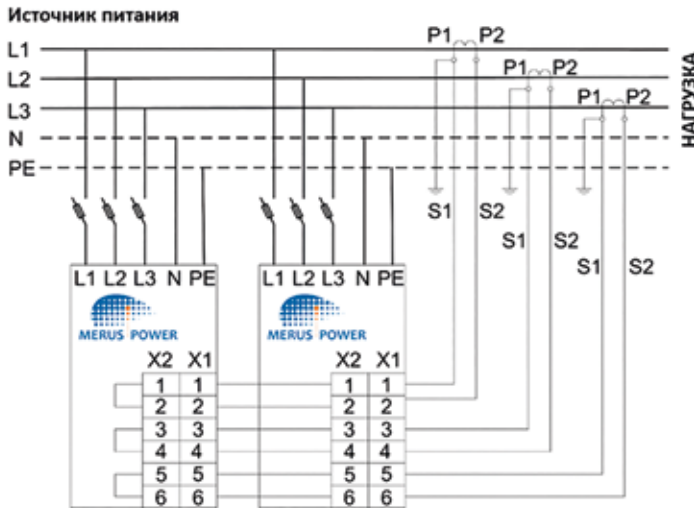 Источник питания
L1
L2
L3
N
PE
P1 P2
P1 P2
P1 P2
НАГРУЗКА
S1 S2
S1 S2
S1 S2
L1 L2 L3 N PE
L1 L2 L3 N PE
MERUS POWER
MERUS POWER
X2 X1
X2 X1
1 1
1 1
2 2
2 2
3 3
3 3
4 4
4 4
5 5
5 5
6 6
6 6